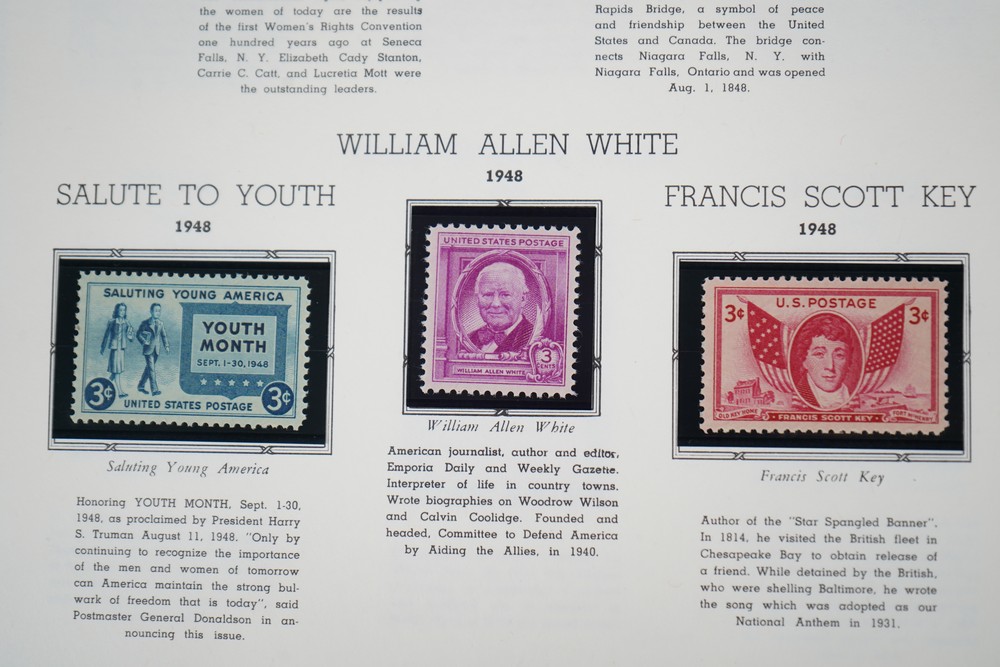 the women of today are the results
of the first Women's Rights Convention
one hundred years ago at Seneca
Falls, N. Y. Elizabeth Cady Stanton,
Carrie C. Catt, and Lucretia Mott were
the outstanding leaders.
Rapids Bridge, a symbol of peace
and friendship between the United
States and Canada. The bridge con-
nects Niagara Falls, N. Y. with
Niagara Falls, Ontario and was opened
Aug. 1, 1848.
SALUTE TO YOUTH
1948
SALUTING YOUNG AMERICA
YOUTH
MONTH
SEPT. 1-30, 1948
3¢
3¢
UNITED STATES POSTAGE
Saluting Young America
Honoring YOUTH MONTH, Sept. 1-30,
1948, as proclaimed by President Harry
S. Truman August 11, 1948. "Only by
continuing to recognize the importance
of the men and women of tomorrow
can America maintain the strong bul-
wark of freedom that is today", said
Postmaster General Donaldson in an-
nouncing this issue.
WILLIAM ALLEN WHITE
1948
UNITED STATES POSTAGE
3
CENTS
WILLIAM ALLEN WHITE
William Allen White
American journalist, author and editor,
Emporia Daily and Weekly Gazette.
Interpreter of life in country towns.
Wrote biographies on Woodrow Wilson
and Calvin Coolidge. Founded and
headed, Committee to Defend America
by Aiding the Allies, in 1940.
FRANCIS SCOTT KEY
1948
U.S. POSTAGE
3¢
3¢
OLD KEY HOME
FRANCIS SCOTT KEY
FORT McHENRY
Francis Scott Key
Author of the "Star Spangled Banner".
In 1814, he visited the British fleet in
Chesapeake Bay to obtain release of
a friend. While detained by the British,
who were shelling Baltimore, he wrote
the song which was adopted as our
National Anthem in 1931.